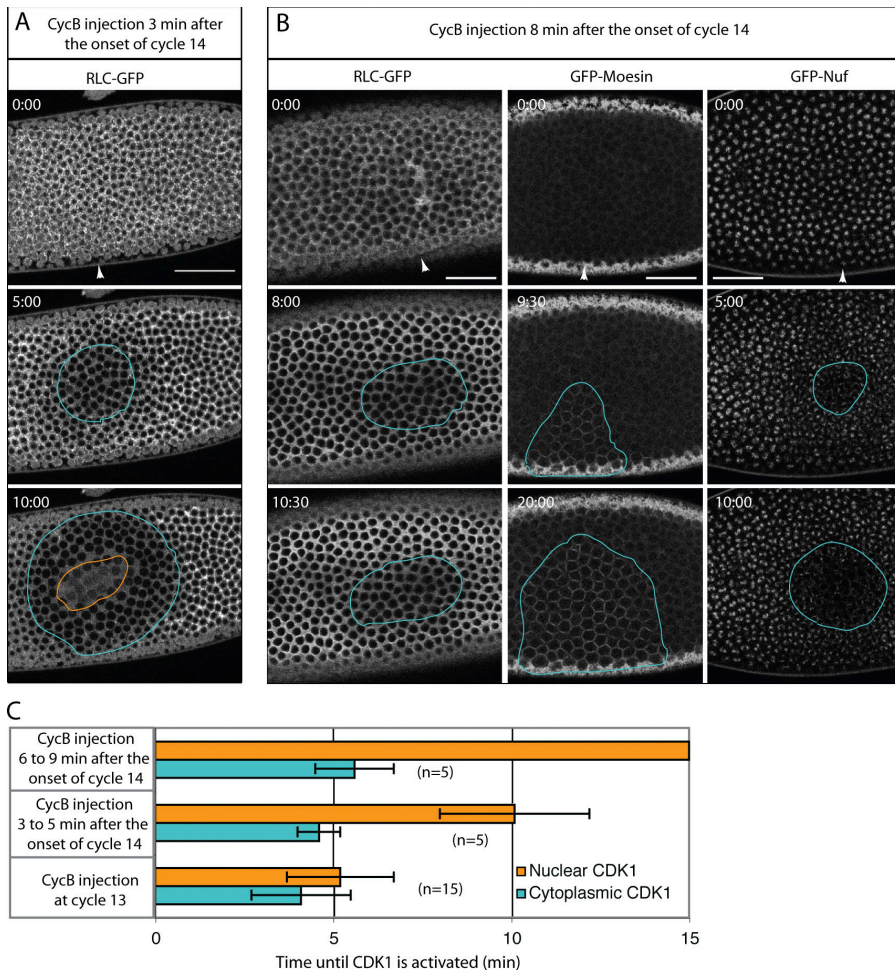 A
CycB injection 3 min after
the onset of cycle 14
RLC-GFP
0:00
5:00
10:00
B
CycB injection 8 min after the onset of cycle 14
RLC-GFP
GFP-Moesin
GFP-Nuf
0:00
0:00
0:00
8:00
9:30
5:00
10:30
20:00
10:00
C
CycB injection
6 to 9 min after the
onset of cycle 14
(n=5)
CycB injection
3 to 5 min after the
onset of cycle 14
(n=5)
CycB injection
at cycle 13
(n=15)
Nuclear CDK1
Cytoplasmic CDK1
0
5
10
15
Time until CDK1 is activated (min)